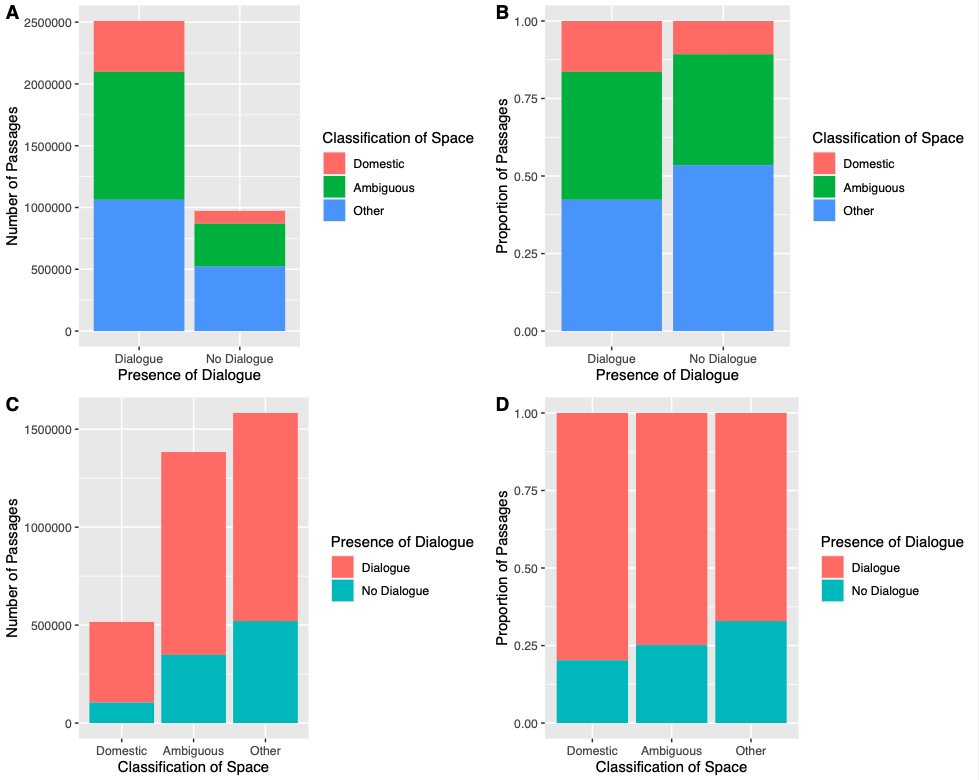 A
2500000
2000000
1500000
1000000
500000
0
Number of Passages
Dialogue No Dialogue
Presence of Dialogue
Classification of Space
Domestic
Ambiguous
Other
B
1.00
0.75
0.50
0.25
0.00
Proportion of Passages
Dialogue No Dialogue
Presence of Dialogue
Classification of Space
Domestic
Ambiguous
Other
C
1500000
1000000
500000
0
Number of Passages
Domestic Ambiguous Other
Classification of Space
Presence of Dialogue
Dialogue
No Dialogue
D
1.00
0.75
0.50
0.25
0.00
Proportion of Passages
Domestic Ambiguous Other
Classification of Space
Presence of Dialogue
Dialogue
No Dialogue